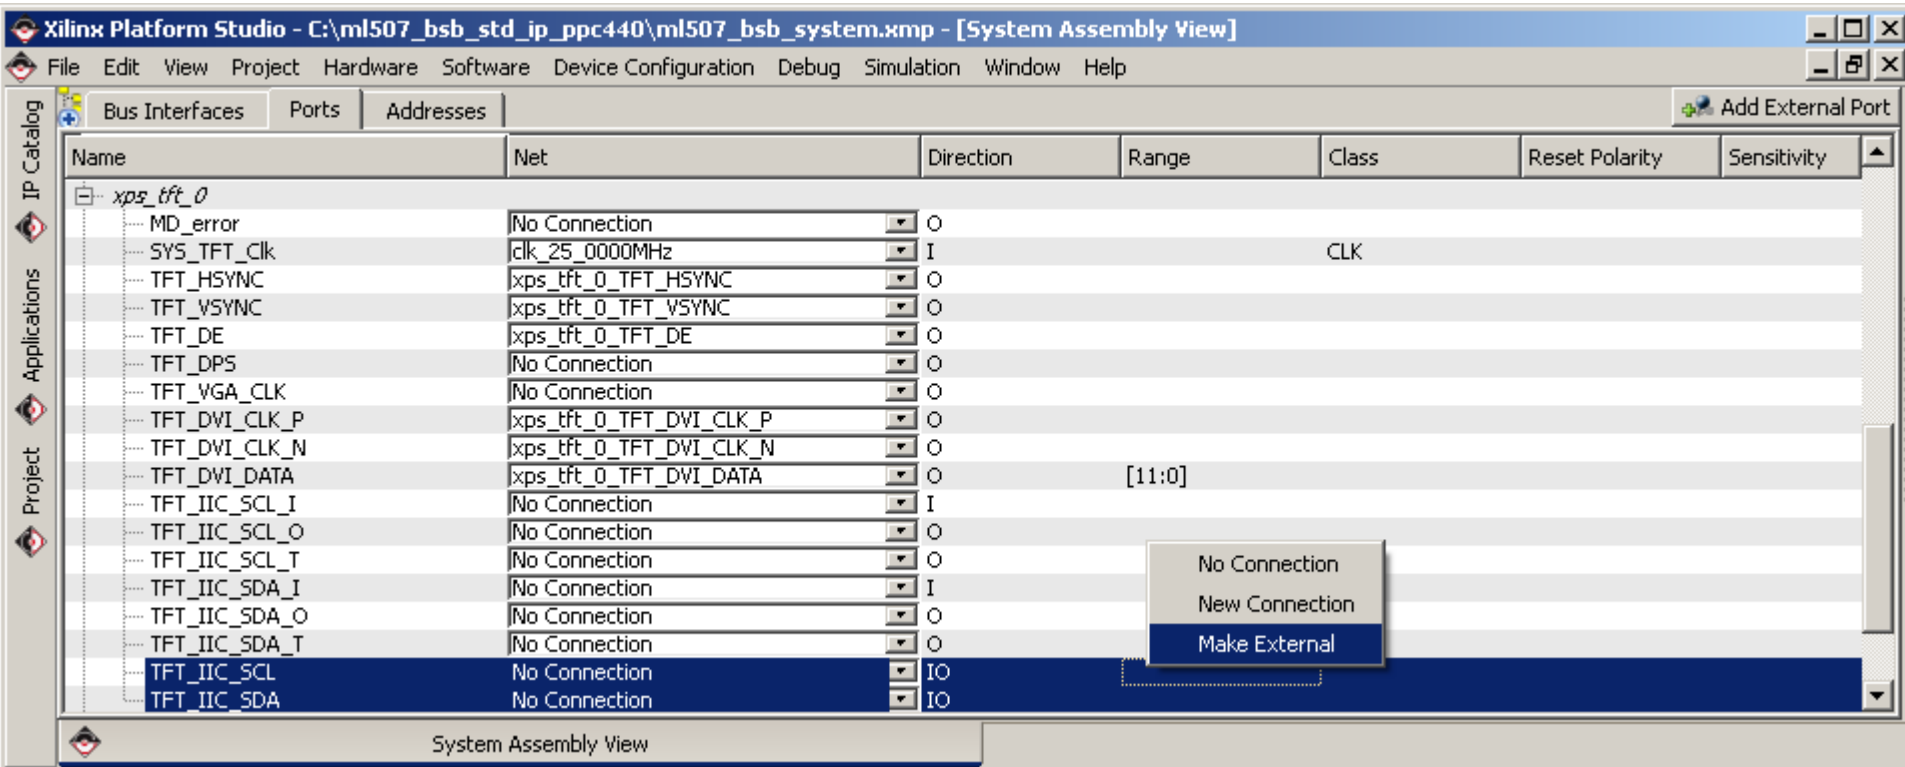 Xilinx Platform Studio - C:\ml507_bsb_std_ip_ppc440\ml507_bsb_system.xmp - [System Assembly View]
File Edit View Project Hardware Software Device Configuration Debug Simulation Window Help
Bus Interfaces Ports Addresses Add External Port
IP Catalog
Applications
Project
Name Net Direction Range Class Reset Polarity Sensitivity
xps_tft_0
MD_error No Connection O
SYS_TFT_Clk clk_25_0000MHz I CLK
TFT_HSYNC xps_tft_0_TFT_HSYNC O
TFT_VSYNC xps_tft_0_TFT_VSYNC O
TFT_DE xps_tft_0_TFT_DE O
TFT_DPS No Connection O
TFT_VGA_CLK No Connection O
TFT_DVI_CLK_P xps_tft_0_TFT_DVI_CLK_P O
TFT_DVI_CLK_N xps_tft_0_TFT_DVI_CLK_N O
TFT_DVI_DATA xps_tft_0_TFT_DVI_DATA O [11:0]
TFT_IIC_SCL_I No Connection I
TFT_IIC_SCL_O No Connection O
TFT_IIC_SCL_T No Connection O
TFT_IIC_SDA_I No Connection I
TFT_IIC_SDA_O No Connection O
TFT_IIC_SDA_T No Connection O
TFT_IIC_SCL No Connection IO
TFT_IIC_SDA No Connection IO
No Connection
New Connection
Make External
System Assembly View